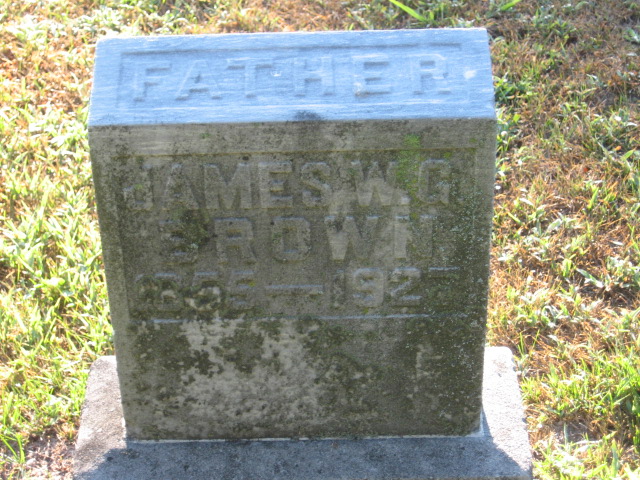 FATHER
JAMES W. G.
BROWN